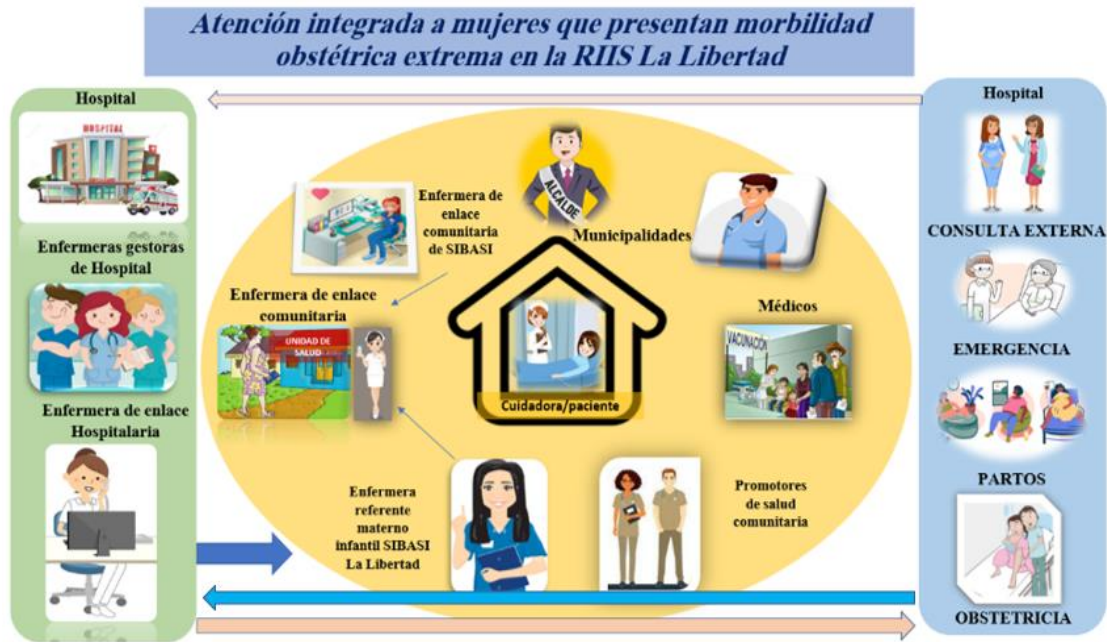 Atención integrada a mujeres que presentan morbilidad
obstétrica extrema en la RIIS La Libertad
Hospital
HOSPITAL
Enfermeras gestoras
de Hospital
Enfermera de enlace
Hospitalaria
Enfermera de
enlace
comunitaria
de SIBASI
ALCALDE
Municipalidades
Enfermera de enlace
comunitaria
UNIDAD DE
SALUD
Cuidadora/paciente
Médicos
VACUNACION
Enfermera
referente
materno
infantil SIBASI
La Libertad
Promotores
de salud
comunitaria
Hospital
CONSULTA EXTERNA
EMERGENCIA
PARTOS
OBSTETRICIA